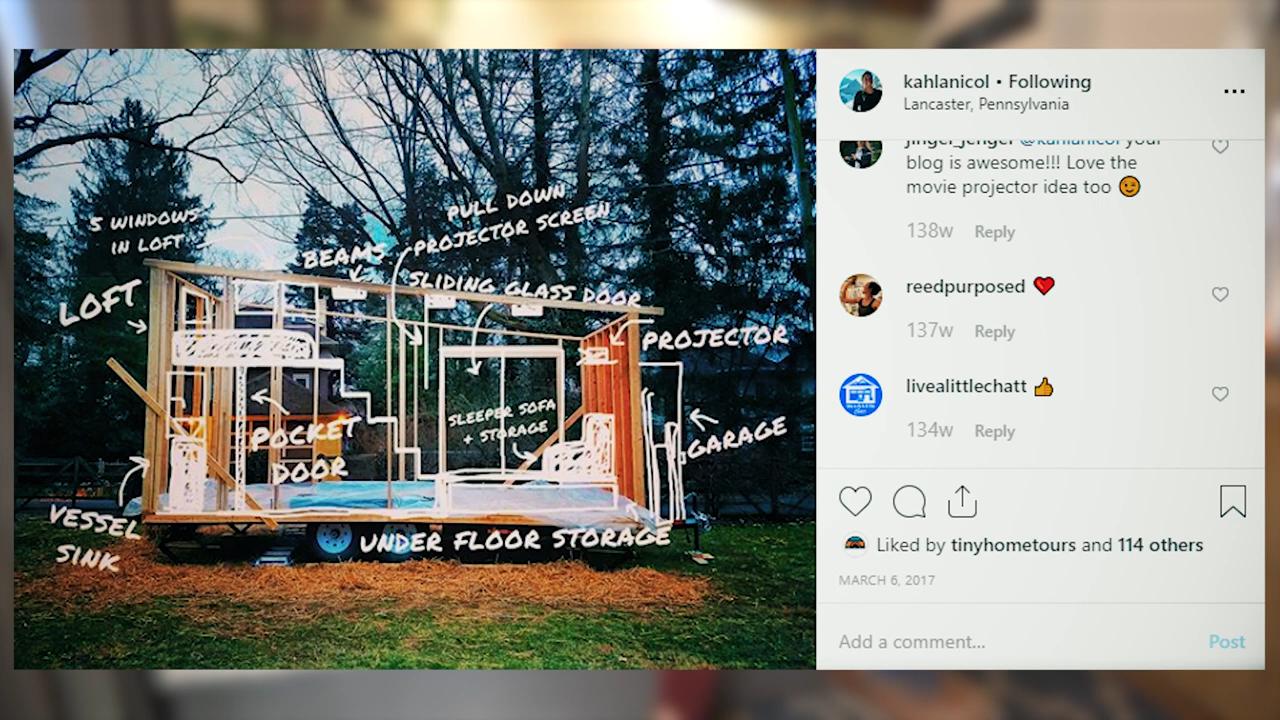 5 WINDOWS
IN LOFT
LOFT
BEAMS
PULL DOWN
PROJECTOR SCREEN
SLIDING GLASS DOOR
PROJECTOR
SLEEPER SOFA
+ STORAGE
GARAGE
POCKET
DOOR
VESSEL
SINK
UNDER FLOOR STORAGE
kahlanicol • Following
Lancaster, Pennsylvania
jinger_jenger @kahlanicol your
blog is awesome!!! Love the
movie projector idea too 😉
138w Reply
reedpurposed ❤️
137w Reply
livealittlechatt 👍
134w Reply
Liked by tinyhometours and 114 others
MARCH 6, 2017
Add a comment... Post